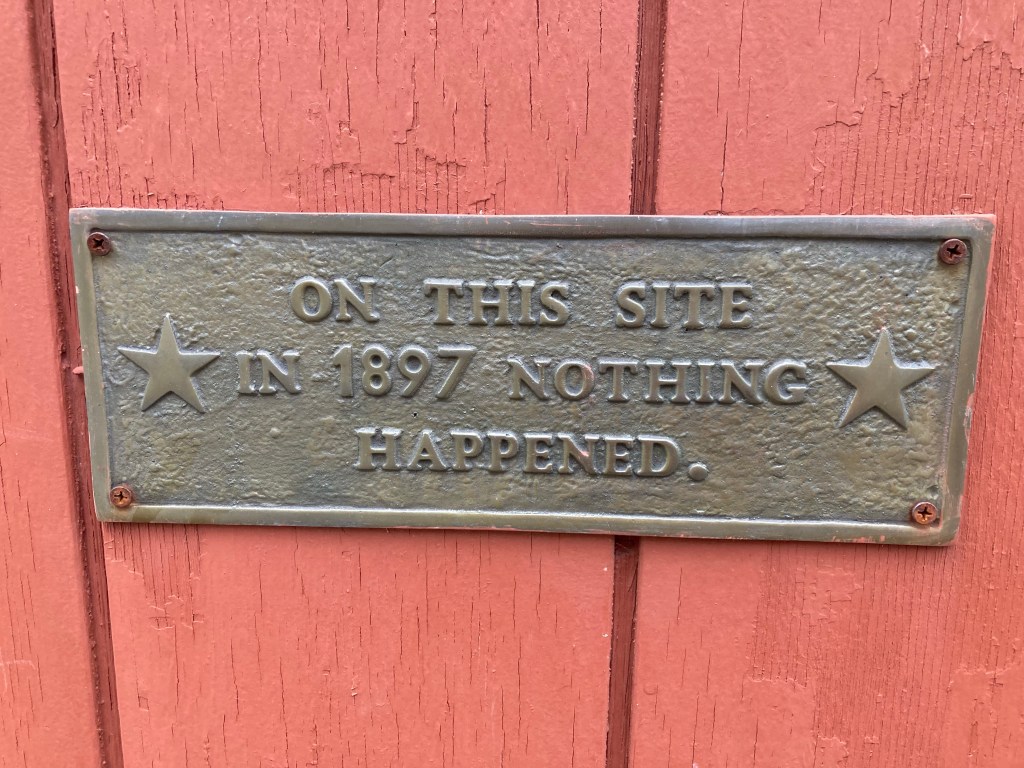 ON THIS SITE
IN 1897 NOTHING
HAPPENED.